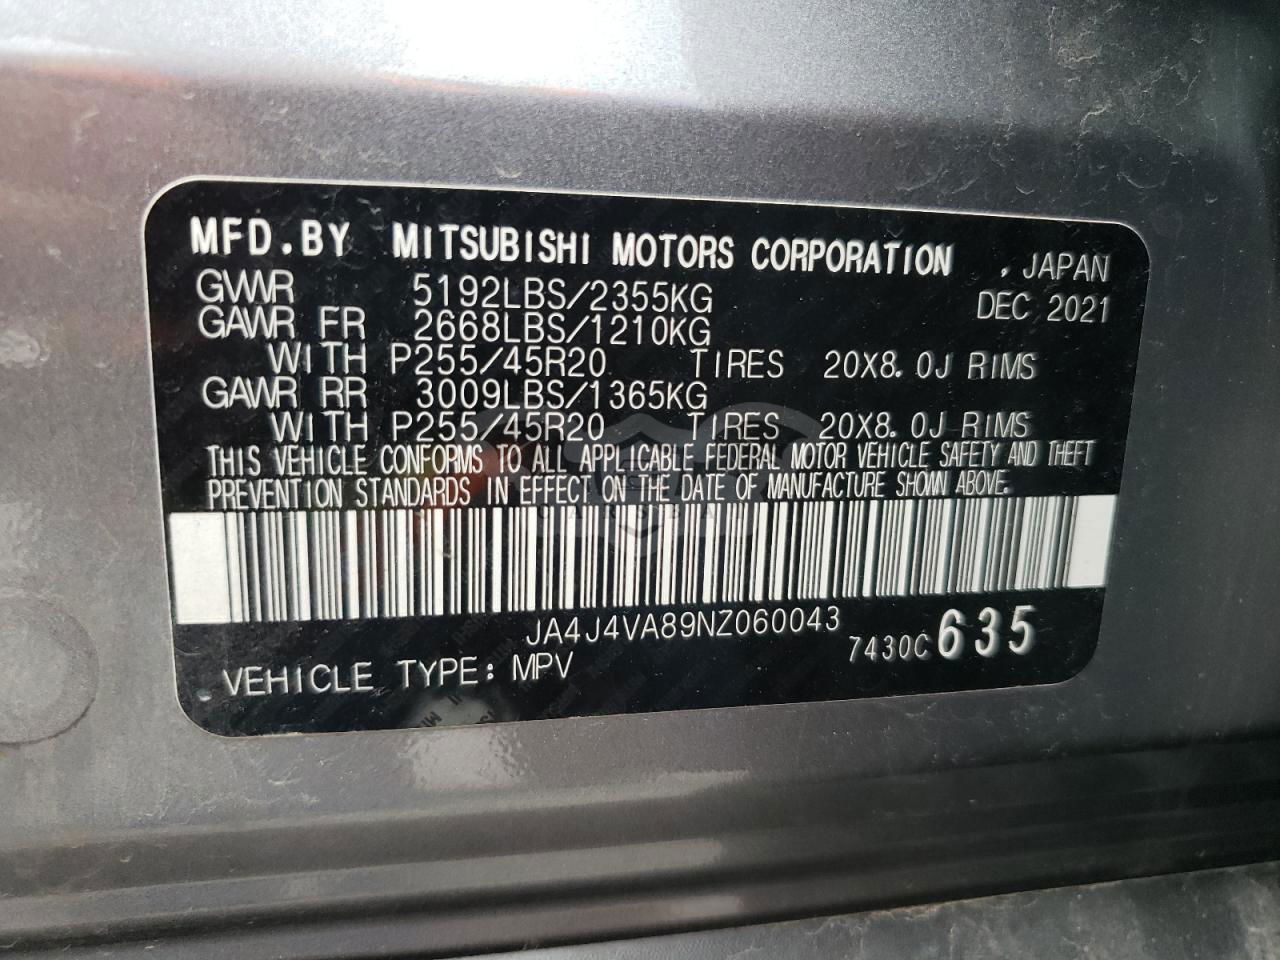 MFD.BY MITSUBISHI MOTORS CORPORATION , JAPAN
GVWR 5192LBS/2355KG DEC 2021
GAWR FR 2668LBS/1210KG
WITH P255/45R20 TIRES 20X8.0J RIMS
GAWR RR 3009LBS/1365KG
WITH P255/45R20 TIRES 20X8.0J RIMS
THIS VEHICLE CONFORMS TO ALL APPLICABLE FEDERAL MOTOR VEHICLE SAFETY AND THEFT
PREVENTION STANDARDS IN EFFECT ON THE DATE OF MANUFACTURE SHOWN ABOVE.
JA4J4VA89NZ060043
7430C 635
VEHICLE TYPE: MPV